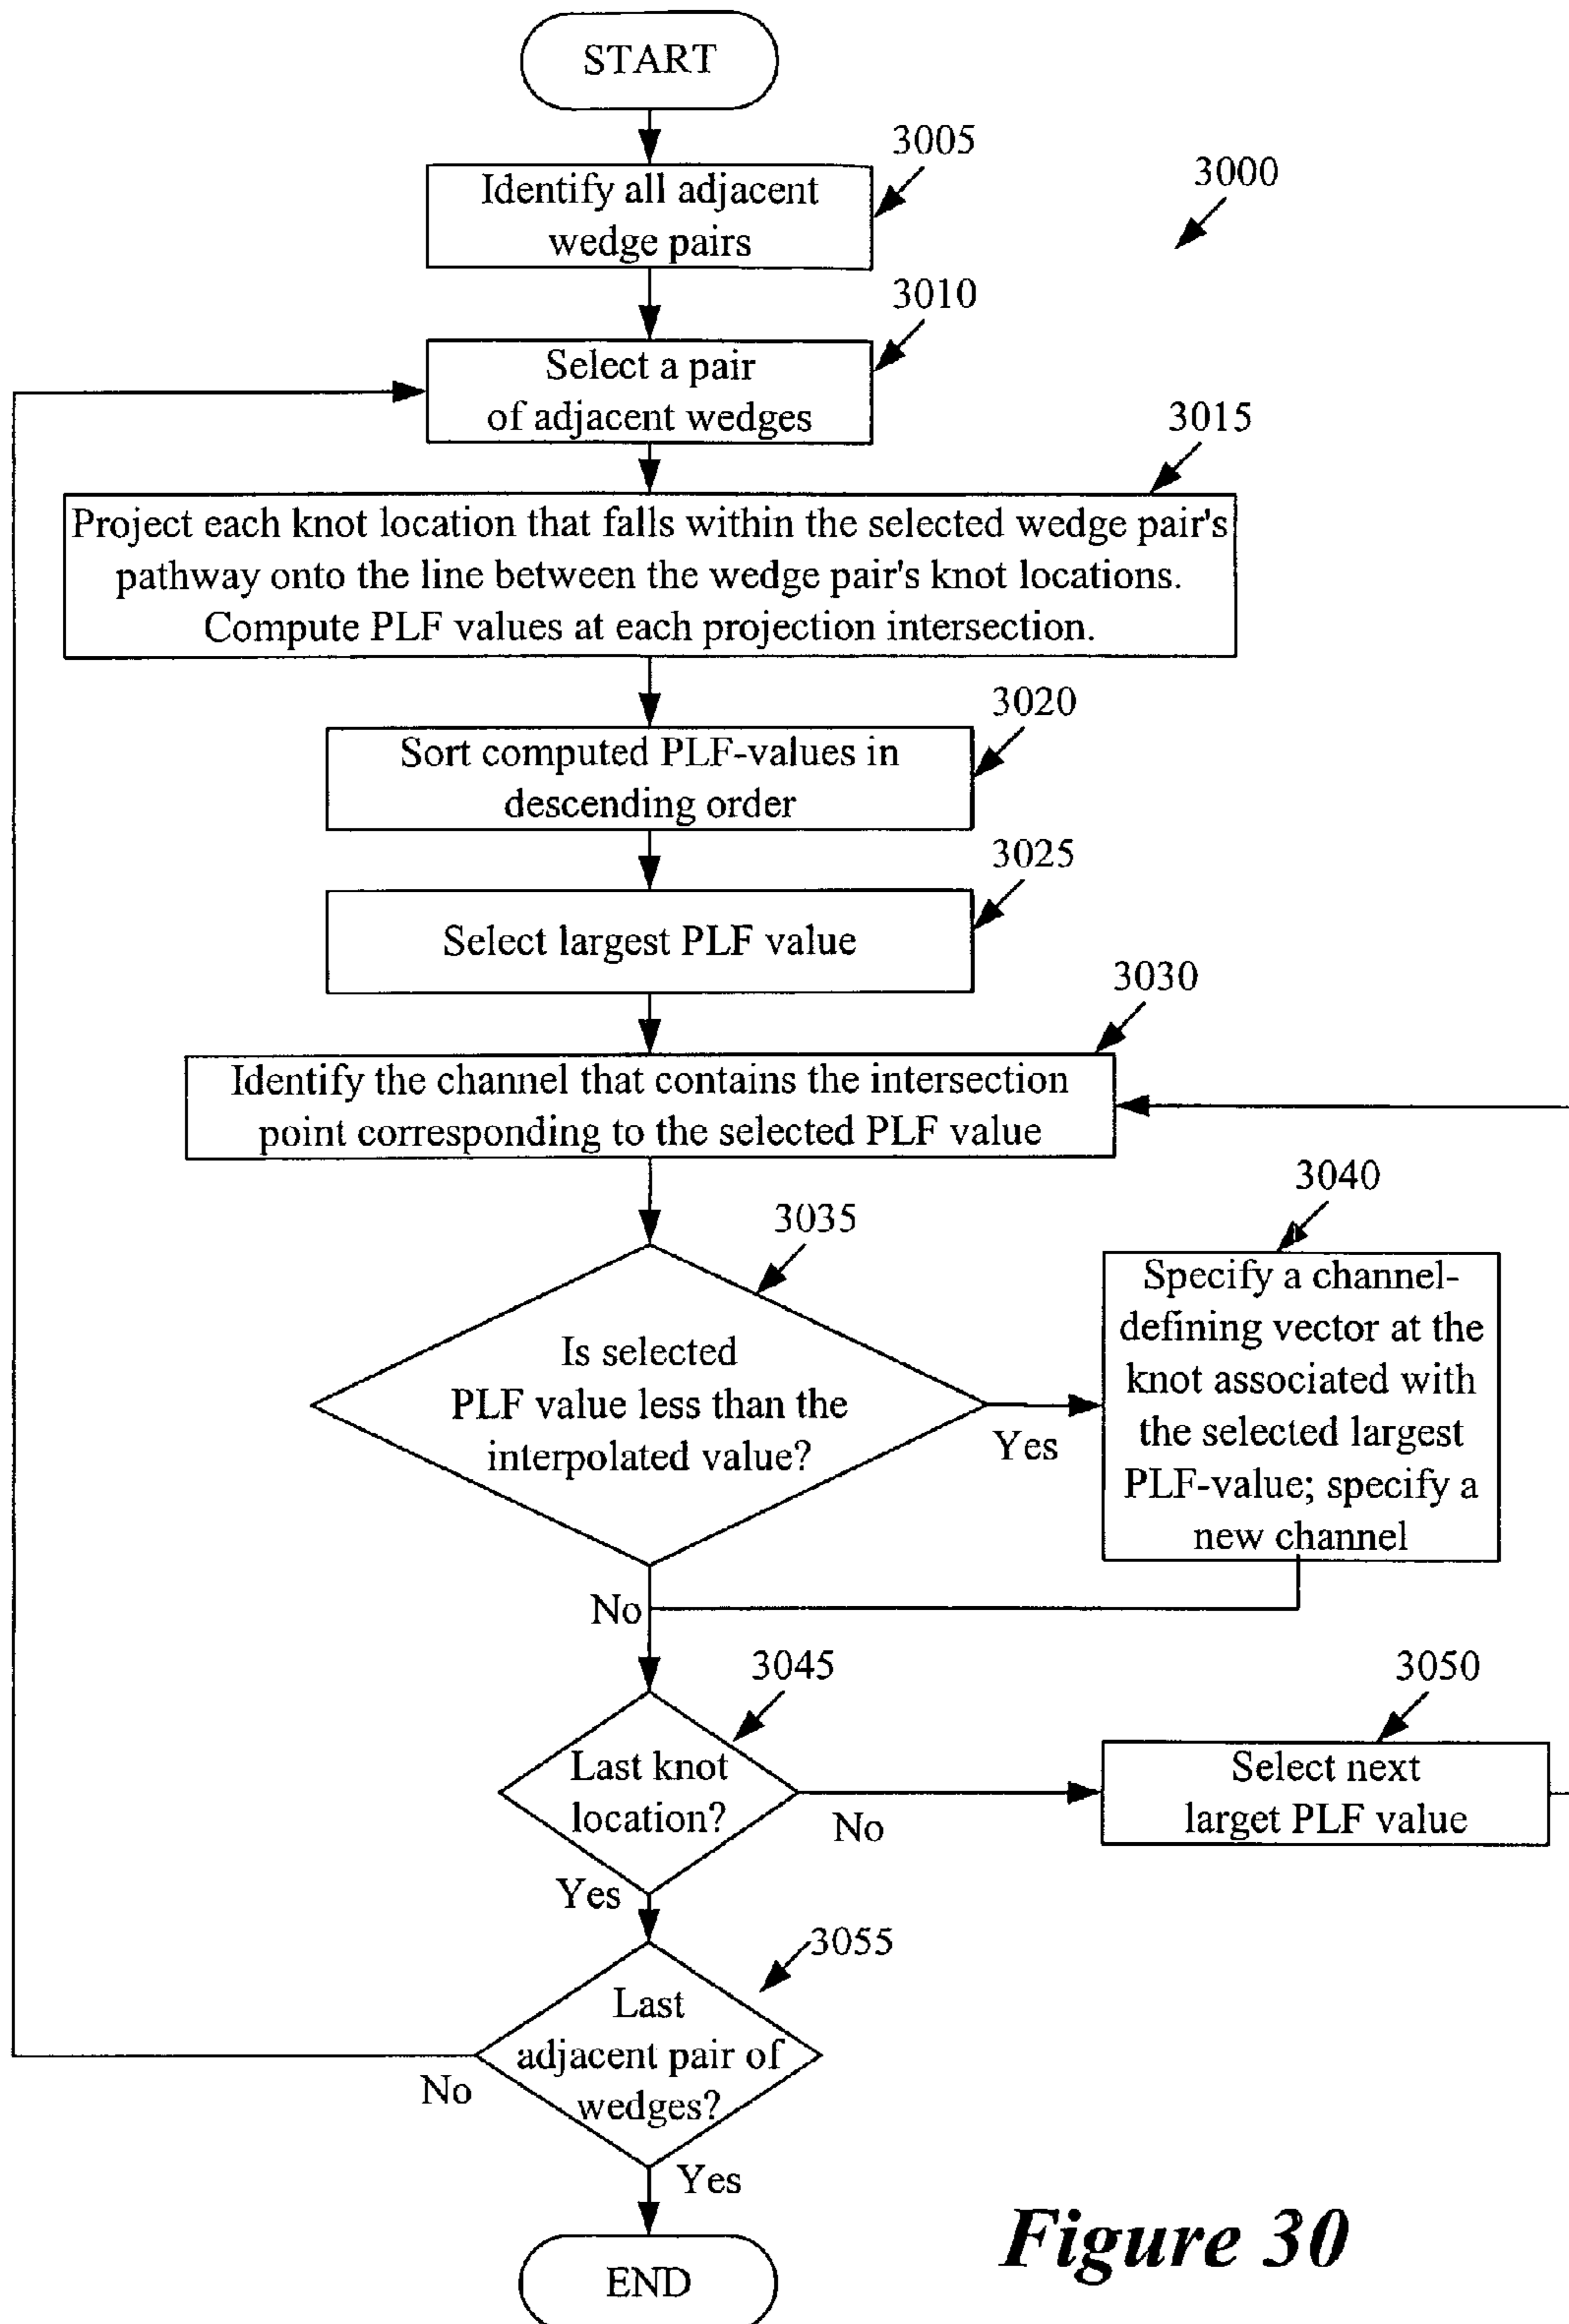 START
3005
3000
Identify all adjacent
wedge pairs
3010
Select a pair
of adjacent wedges
3015
Project each knot location that falls within the selected wedge pair's
pathway onto the line between the wedge pair's knot locations.
Compute PLF values at each projection intersection.
3020
Sort computed PLF-values in
descending order
3025
Select largest PLF value
3030
Identify the channel that contains the intersection
point corresponding to the selected PLF value
3035
3040
Is selected
PLF value less than the
interpolated value?
Yes
Specify a channel-
defining vector at the
knot associated with
the selected largest
PLF-value; specify a
new channel
No
3045
3050
Last knot
location?
No
Select next
larget PLF value
Yes
3055
Last
adjacent pair of
wedges?
No
Yes
END
Figure 30